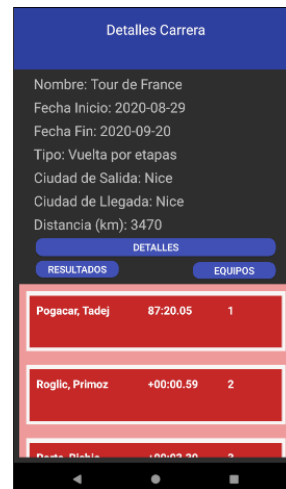 Detalles Carrera
Nombre: Tour de France
Fecha Inicio: 2020-08-29
Fecha Fin: 2020-09-20
Tipo: Vuelta por etapas
Ciudad de Salida: Nice
Ciudad de Llegada: Nice
Distancia (km): 3470
DETALLES
RESULTADOS EQUIPOS
Pogacar, Tadej 87:20.05 1
Roglic, Primoz +00:00.59 2